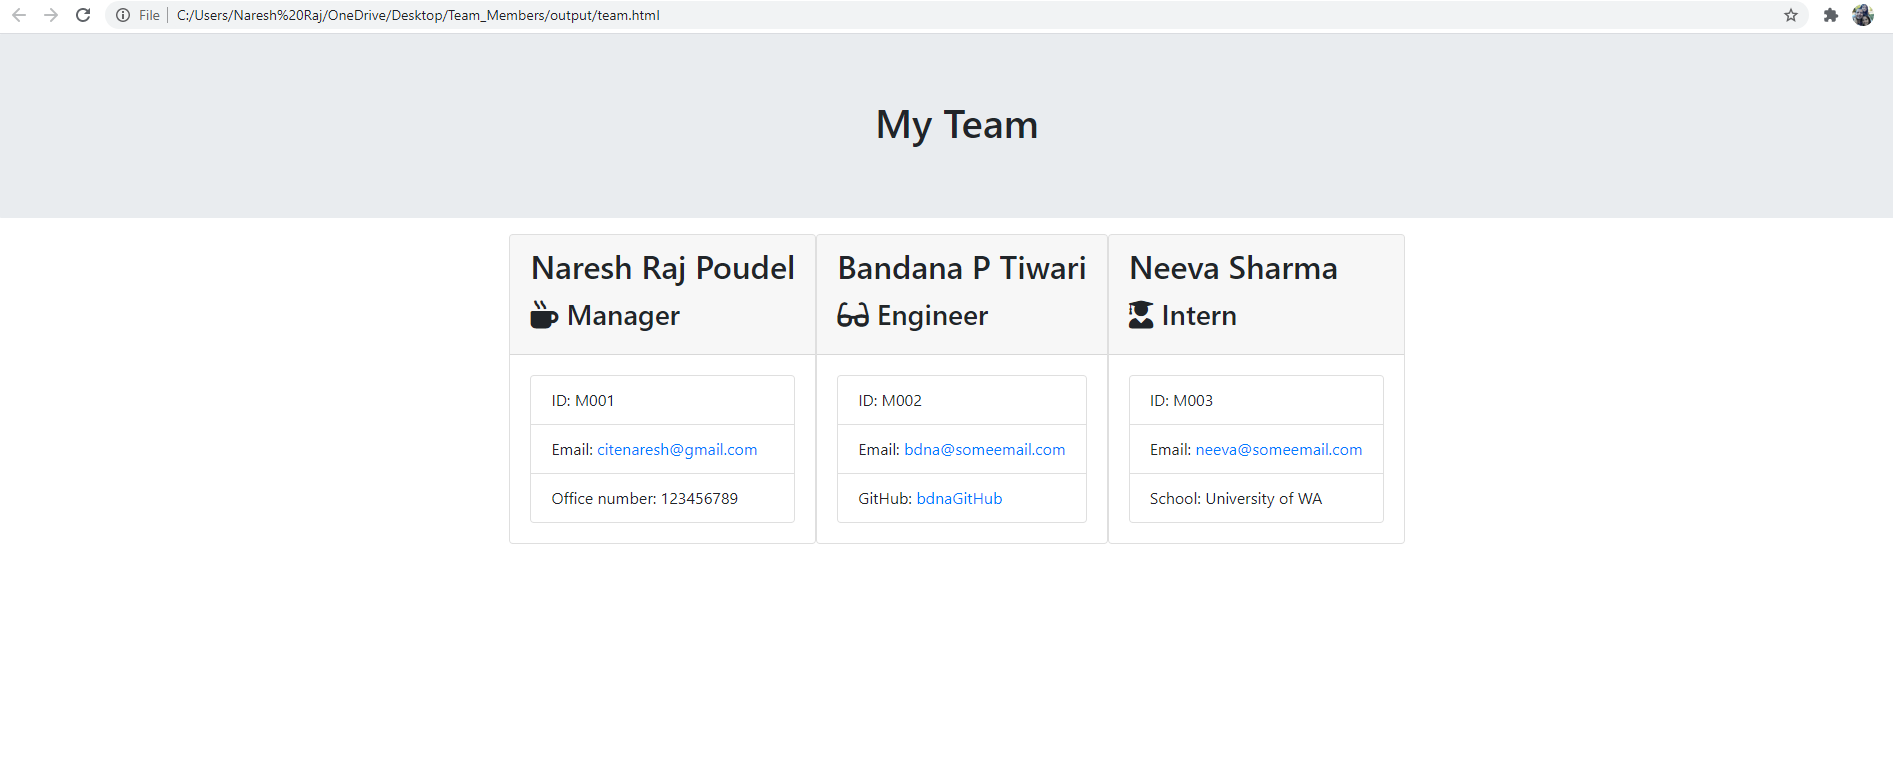 File C:/Users/Naresh%20Raj/OneDrive/Desktop/Team_Members/output/team.html
My Team
Naresh Raj Poudel
Manager
ID: M001
Email: citenaresh@gmail.com
Office number: 123456789
Bandana P Tiwari
Engineer
ID: M002
Email: bdna@someemail.com
GitHub: bdnaGitHub
Neeva Sharma
Intern
ID: M003
Email: neeva@someemail.com
School: University of WA